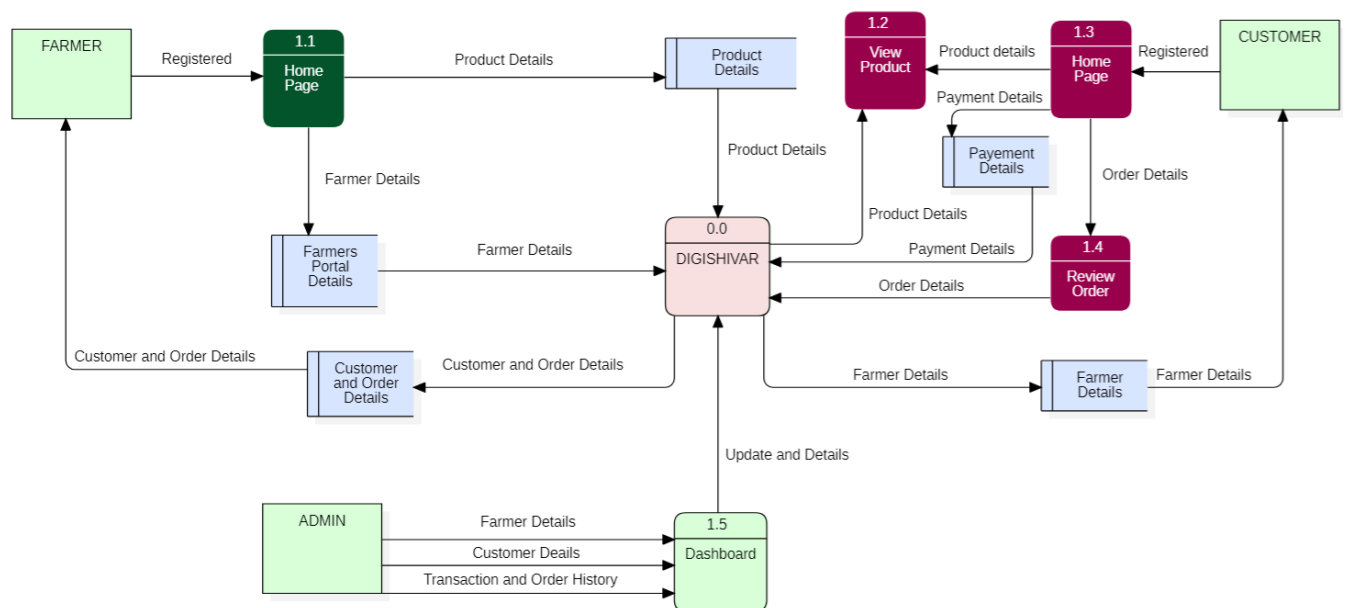 FARMER
Registered
1.1
Home
Page
Product Details
Product
Details
1.2
View
Product
Product details
1.3
Home
Page
Registered
CUSTOMER
Payment Details
Payement
Details
Product Details
Order Details
Farmer Details
Farmers
Portal
Details
Farmer Details
0.0
DIGISHIVAR
Product Details
Payment Details
Order Details
1.4
Review
Order
Customer and Order Details
Customer
and Order
Details
Customer and Order Details
Farmer Details
Farmer
Details
Farmer Details
Update and Details
ADMIN
Farmer Details
Customer Deails
Transaction and Order History
1.5
Dashboard